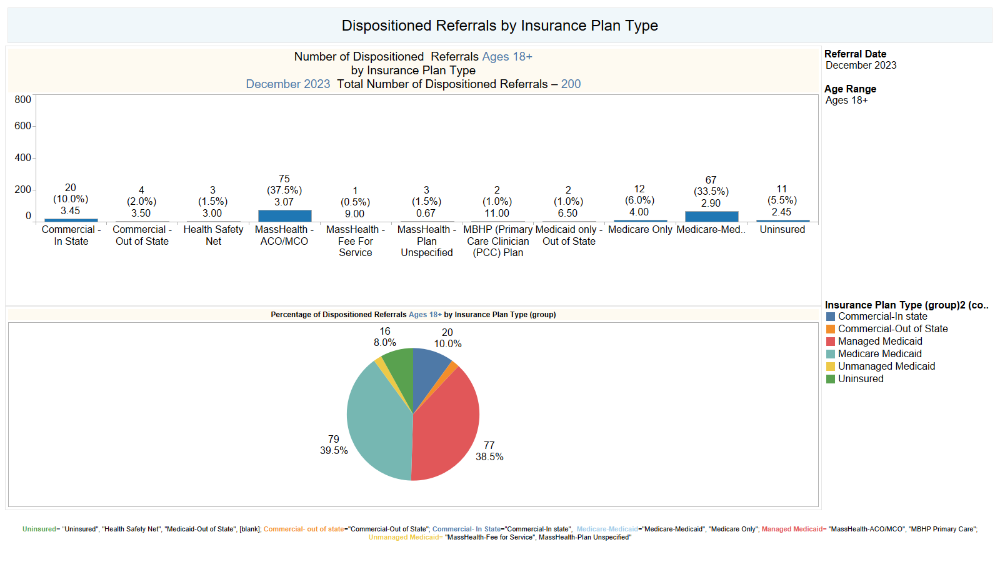 Dispositioned Referrals by Insurance Plan Type
Number of Dispositioned  Referrals Ages 18+
by Insurance Plan Type
December 2023  Total Number of Dispositioned Referrals – 200
Referral Date
December 2023
Age Range
Ages 18+
800
600
400
200
0
20
(10.0%)
3.45
4
(2.0%)
3.50
3
(1.5%)
3.00
75
(37.5%)
3.07
1
(0.5%)
9.00
3
(1.5%)
0.67
2
(1.0%)
11.00
2
(1.0%)
6.50
12
(6.0%)
4.00
67
(33.5%)
2.90
11
(5.5%)
2.45
Commercial -
In State
Commercial -
Out of State
Health Safety
Net
MassHealth -
ACO/MCO
MassHealth -
Fee For
Service
MassHealth -
Plan
Unspecified
MBHP (Primary
Care Clinician
(PCC) Plan
Medicaid only -
Out of State
Medicare Only
Medicare-Med..
Uninsured
Percentage of Dispositioned Referrals Ages 18+ by Insurance Plan Type (group)
16
8.0%
20
10.0%
79
39.5%
77
38.5%
Insurance Plan Type (group)2 (co..
Commercial-In state
Commercial-Out of State
Managed Medicaid
Medicare Medicaid
Unmanaged Medicaid
Uninsured
Uninsured= "Uninsured", "Health Safety Net", "Medicaid-Out of State", [blank]; Commercial- out of state="Commercial-Out of State"; Commercial- In State="Commercial-In state",  Medicare-Medicaid="Medicare-Medicaid", "Medicare Only"; Managed Medicaid= "MassHealth-ACO/MCO", "MBHP Primary Care";
Unmanaged Medicaid= "MassHealth-Fee for Service", MassHealth-Plan Unspecified"